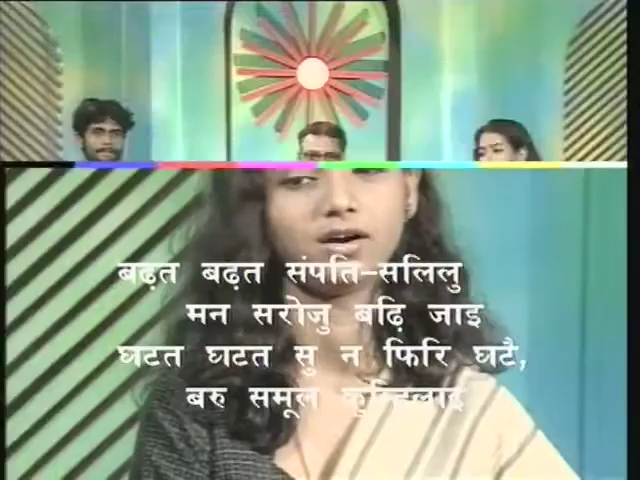 बढ़त बढ़त संपति-सलिलु
मन सरोजु बढ़ि जाइ
घटत घटत सु न फिरि घटै,
बरु समूल कुम्हिलाइ